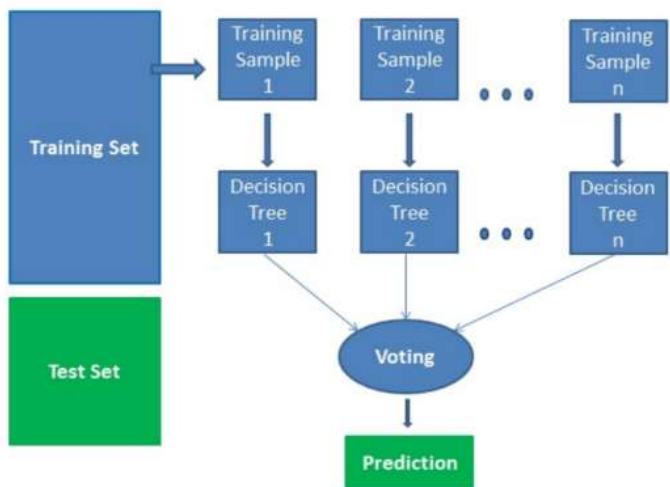 Training Set
Training
Sample
1
Training
Sample
2
Training
Sample
n
Decision
Tree
1
Decision
Tree
2
Decision
Tree
n
Test Set
Voting
Prediction